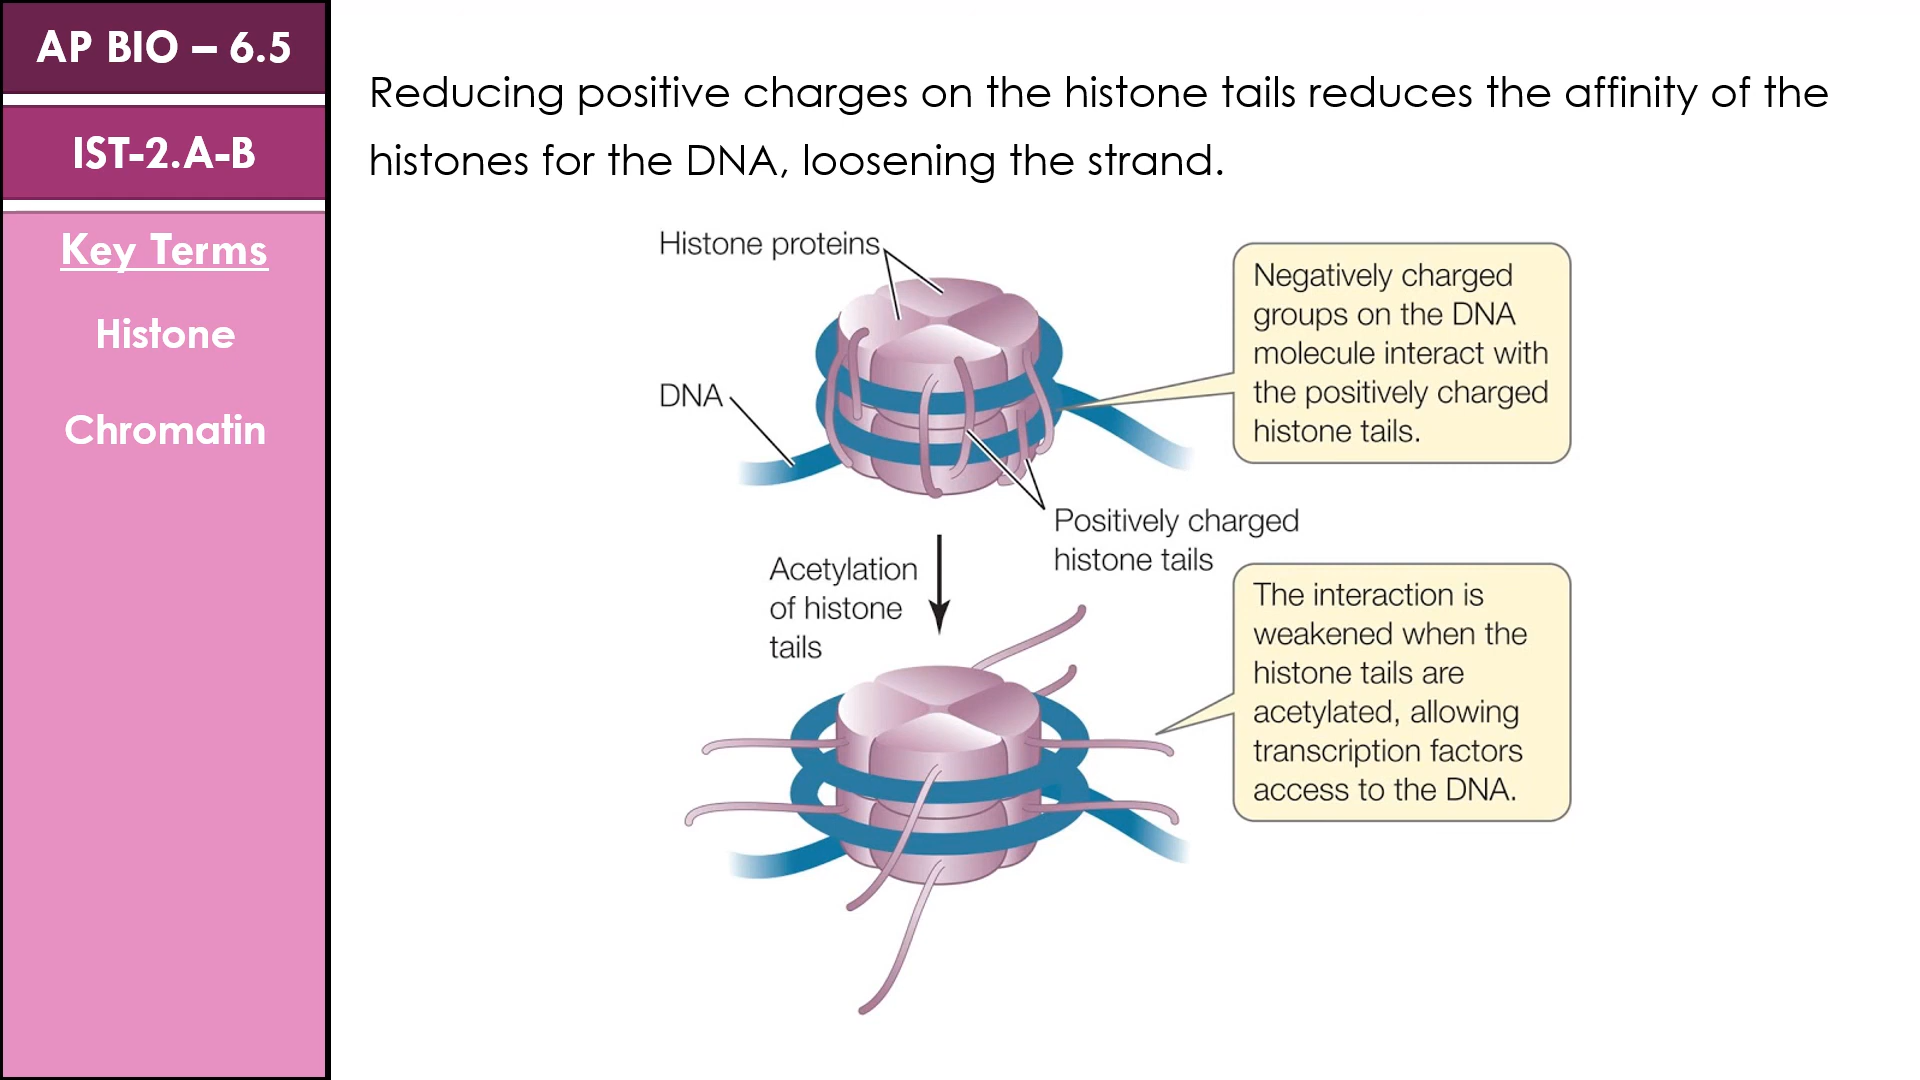 AP BIO – 6.5
IST-2.A-B
Key Terms
Histone
Chromatin
Reducing positive charges on the histone tails reduces the affinity of the
histones for the DNA, loosening the strand.
Histone proteins
DNA
Negatively charged
groups on the DNA
molecule interact with
the positively charged
histone tails.
Positively charged
histone tails
Acetylation
of histone
tails
The interaction is
weakened when the
histone tails are
acetylated, allowing
transcription factors
access to the DNA.